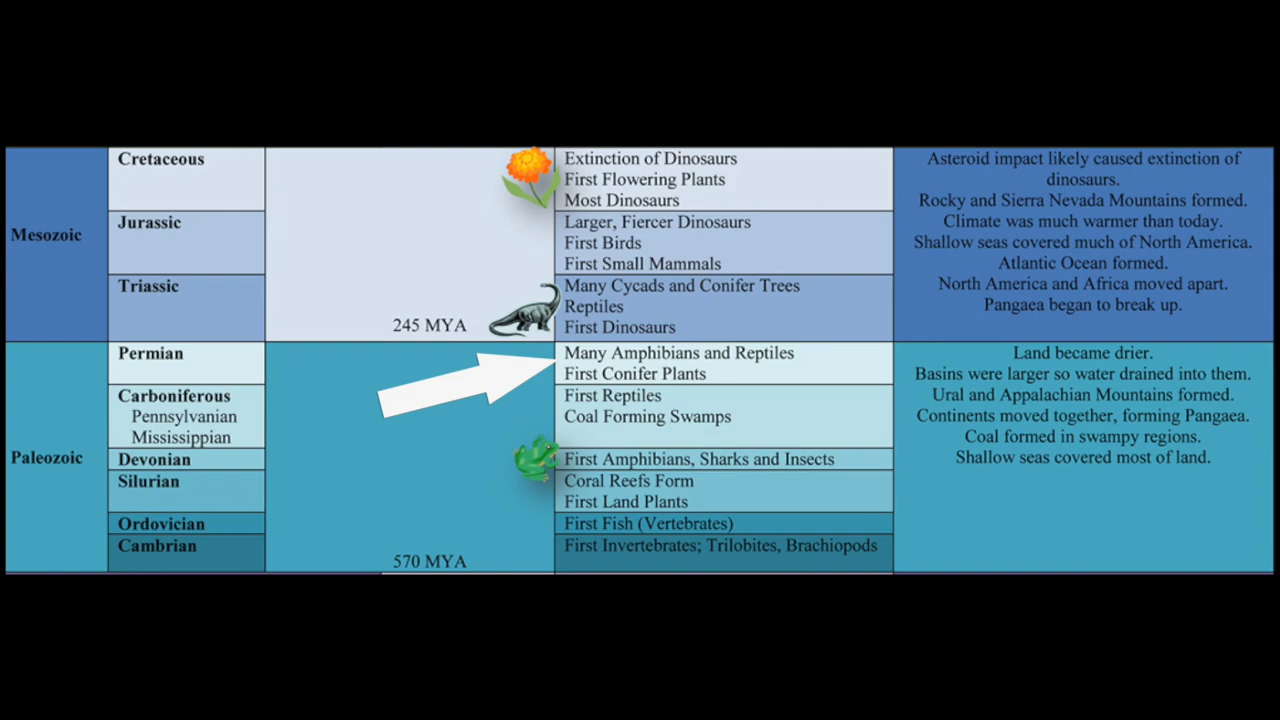 Mesozoic
Cretaceous
Extinction of Dinosaurs
First Flowering Plants
Most Dinosaurs
Jurassic
Larger, Fiercer Dinosaurs
First Birds
First Small Mammals
Triassic
245 MYA
Many Cycads and Conifer Trees
Reptiles
First Dinosaurs
Asteroid impact likely caused extinction of
dinosaurs.
Rocky and Sierra Nevada Mountains formed.
Climate was much warmer than today.
Shallow seas covered much of North America.
Atlantic Ocean formed.
North America and Africa moved apart.
Pangaea began to break up.
Paleozoic
Permian
Many Amphibians and Reptiles
First Conifer Plants
Carboniferous
Pennsylvanian
Mississippian
First Reptiles
Coal Forming Swamps
Devonian
First Amphibians, Sharks and Insects
Silurian
Coral Reefs Form
First Land Plants
Ordovician
First Fish (Vertebrates)
Cambrian
570 MYA
First Invertebrates; Trilobites, Brachiopods
Land became drier.
Basins were larger so water drained into them.
Ural and Appalachian Mountains formed.
Continents moved together, forming Pangaea.
Coal formed in swampy regions.
Shallow seas covered most of land.